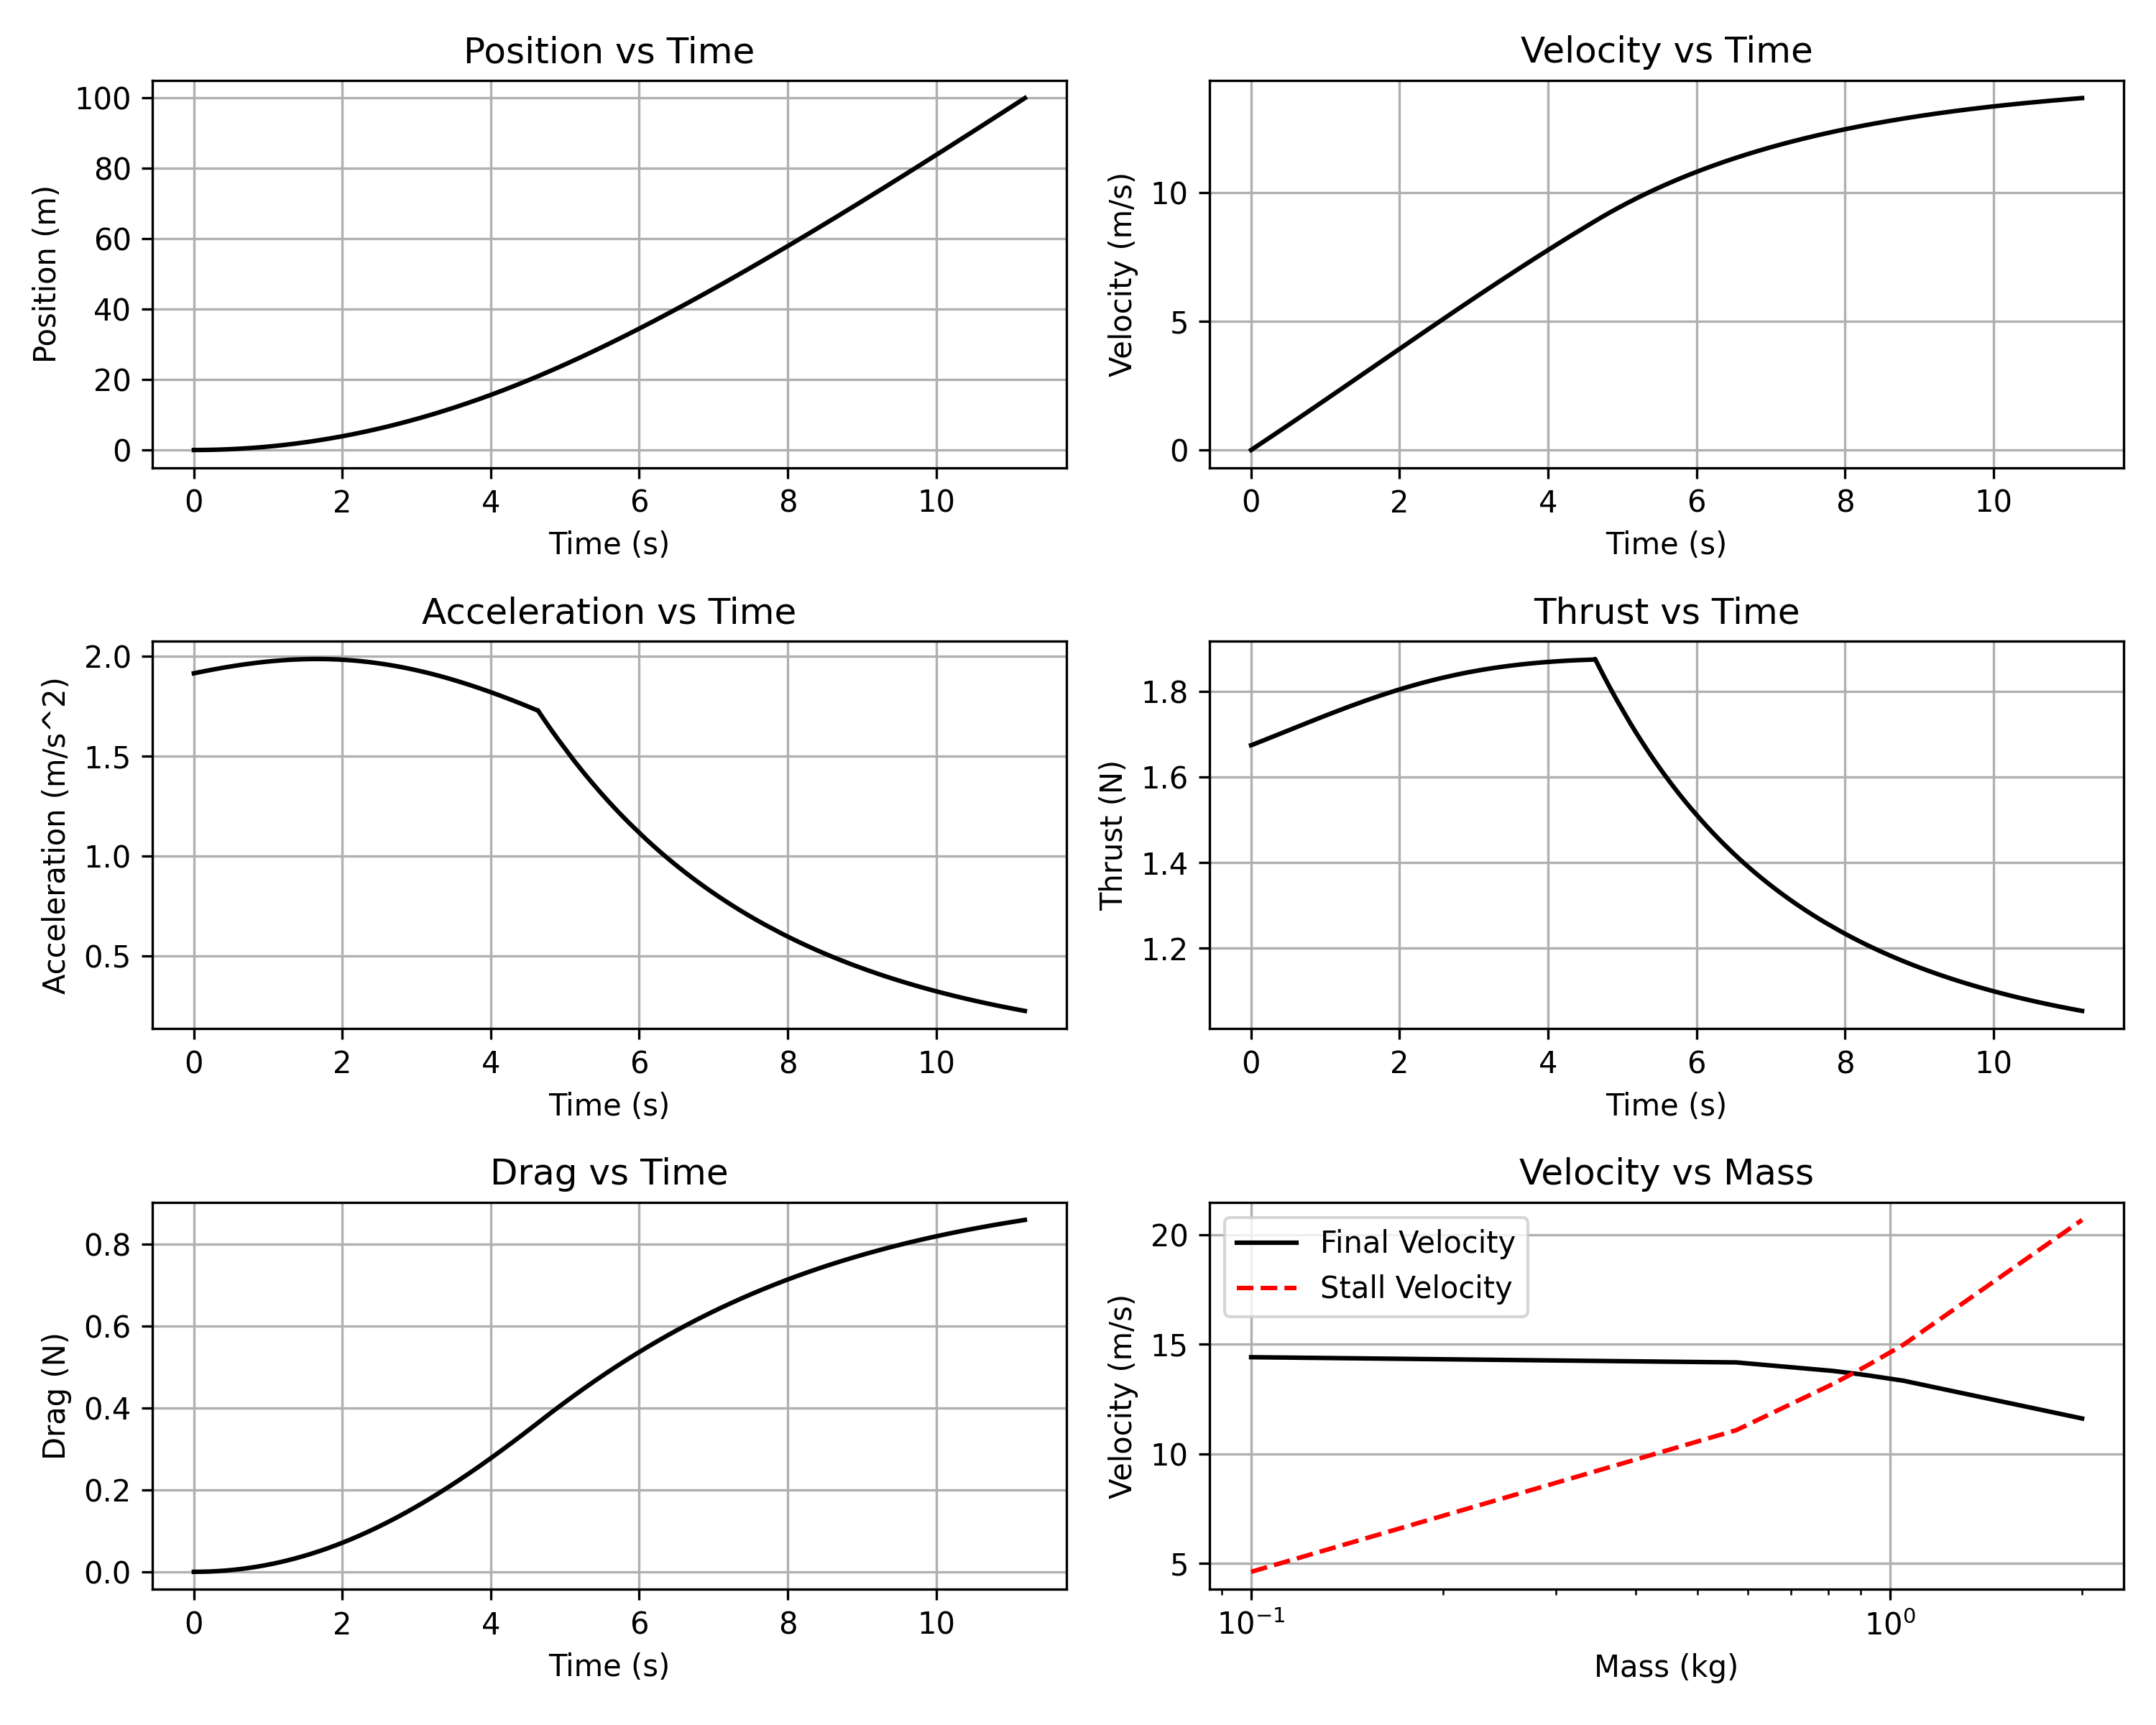 Position vs Time
Position (m)
100
80
60
40
20
0
0 2 4 6 8 10
Time (s)
Velocity vs Time
Velocity (m/s)
10
5
0
0 2 4 6 8 10
Time (s)
Acceleration vs Time
Acceleration (m/s^2)
2.0
1.5
1.0
0.5
0 2 4 6 8 10
Time (s)
Thrust vs Time
Thrust (N)
1.8
1.6
1.4
1.2
0 2 4 6 8 10
Time (s)
Drag vs Time
Drag (N)
0.8
0.6
0.4
0.2
0.0
0 2 4 6 8 10
Time (s)
Velocity vs Mass
Velocity (m/s)
20
15
10
5
Final Velocity
Stall Velocity
10⁻¹ 10⁰
Mass (kg)